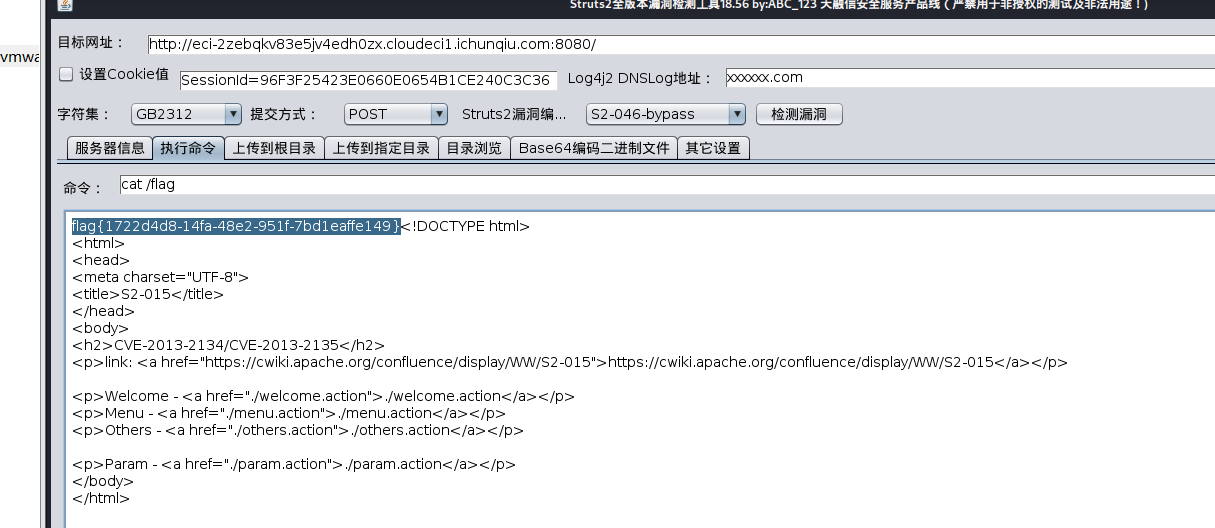 Struts2全版本漏洞检测工具18.56 by:ABC_123 天融信安全服务产品线（严禁用于非授权的测试及非法用途！）
vmwa
目标网址： http://eci-2zebqkv83e5jv4edh0zx.cloudeci1.ichunqiu.com:8080/
设置Cookie值 SessionId=96F3F25423E0660E0654B1CE240C3C36 Log4j2 DNSLog地址： xxxxxx.com
字符集： GB2312 提交方式： POST Struts2漏洞编... S2-046-bypass 检测漏洞
服务器信息 执行命令 上传到根目录 上传到指定目录 目录浏览 Base64编码二进制文件 其它设置
命令： cat /flag
flag{1722d4d8-14fa-48e2-951f-7bd1eaffe149}<!DOCTYPE html>
<html>
<head>
<meta charset="UTF-8">
<title>S2-015</title>
</head>
<body>
<h2>CVE-2013-2134/CVE-2013-2135</h2>
<p>link: <a href="https://cwiki.apache.org/confluence/display/WW/S2-015">https://cwiki.apache.org/confluence/display/WW/S2-015</a></p>
<p>Welcome - <a href="./welcome.action">./welcome.action</a></p>
<p>Menu - <a href="./menu.action">./menu.action</a></p>
<p>Others - <a href="./others.action">./others.action</a></p>
<p>Param - <a href="./param.action">./param.action</a></p>
</body>
</html>